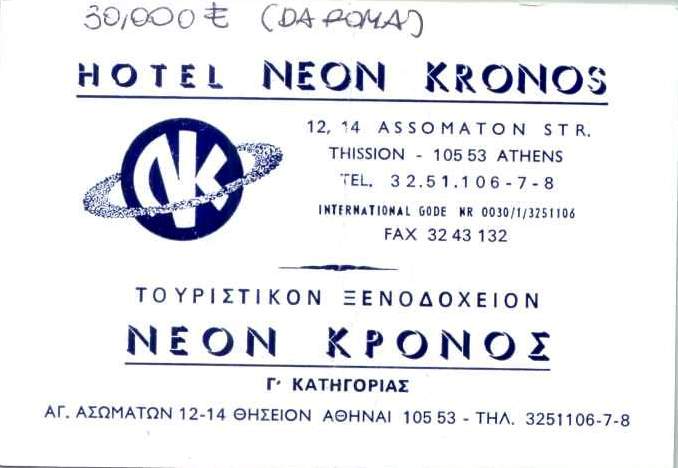 30,000 € (DA ROMA)
HOTEL NEON KRONOS
NK
12, 14 ASSOMATON STR.
THISSION - 105 53 ATHENS
TEL. 32.51.106-7-8
INTERNATIONAL GODE NR 0030/1/3251106
FAX 32 43 132
ΤΟΥΡΙΣΤΙΚΟΝ ΞΕΝΟΔΟΧΕΙΟΝ
ΝΕΟΝ ΚΡΟΝΟΣ
Γ' ΚΑΤΗΓΟΡΙΑΣ
ΑΓ. ΑΣΩΜΑΤΩΝ 12-14 ΘΗΣΕΙΟΝ ΑΘΗΝΑΙ 105 53 - ΤΗΛ. 3251106-7-8